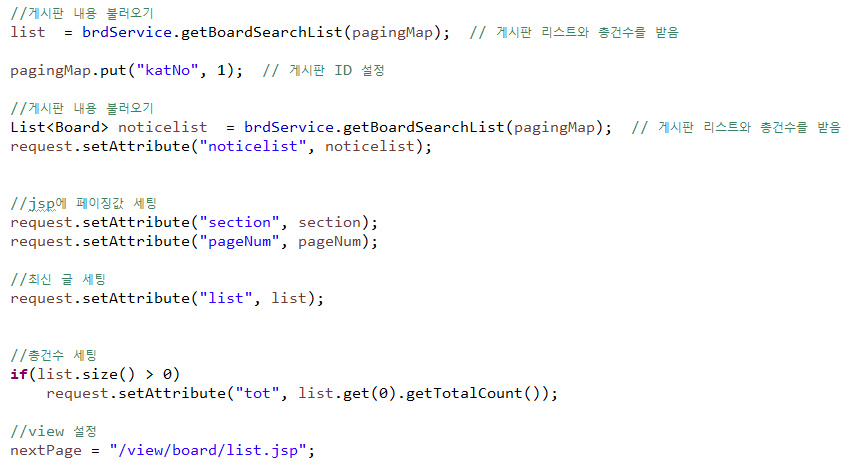 //게시판 내용 불러오기
list  = brdService.getBoardSearchList(pagingMap);  // 게시판 리스트와 총건수를 받음
pagingMap.put("katNo", 1);  // 게시판 ID 설정
//게시판 내용 불러오기
List<Board> noticelist  = brdService.getBoardSearchList(pagingMap);  // 게시판 리스트와 총건수를 받음
request.setAttribute("noticelist", noticelist);
//jsp에 페이징값 세팅
request.setAttribute("section", section);
request.setAttribute("pageNum", pageNum);
//최신 글 세팅
request.setAttribute("list", list);
//총건수 세팅
if(list.size() > 0)
    request.setAttribute("tot", list.get(0).getTotalCount());
//view 설정
nextPage = "/view/board/list.jsp";